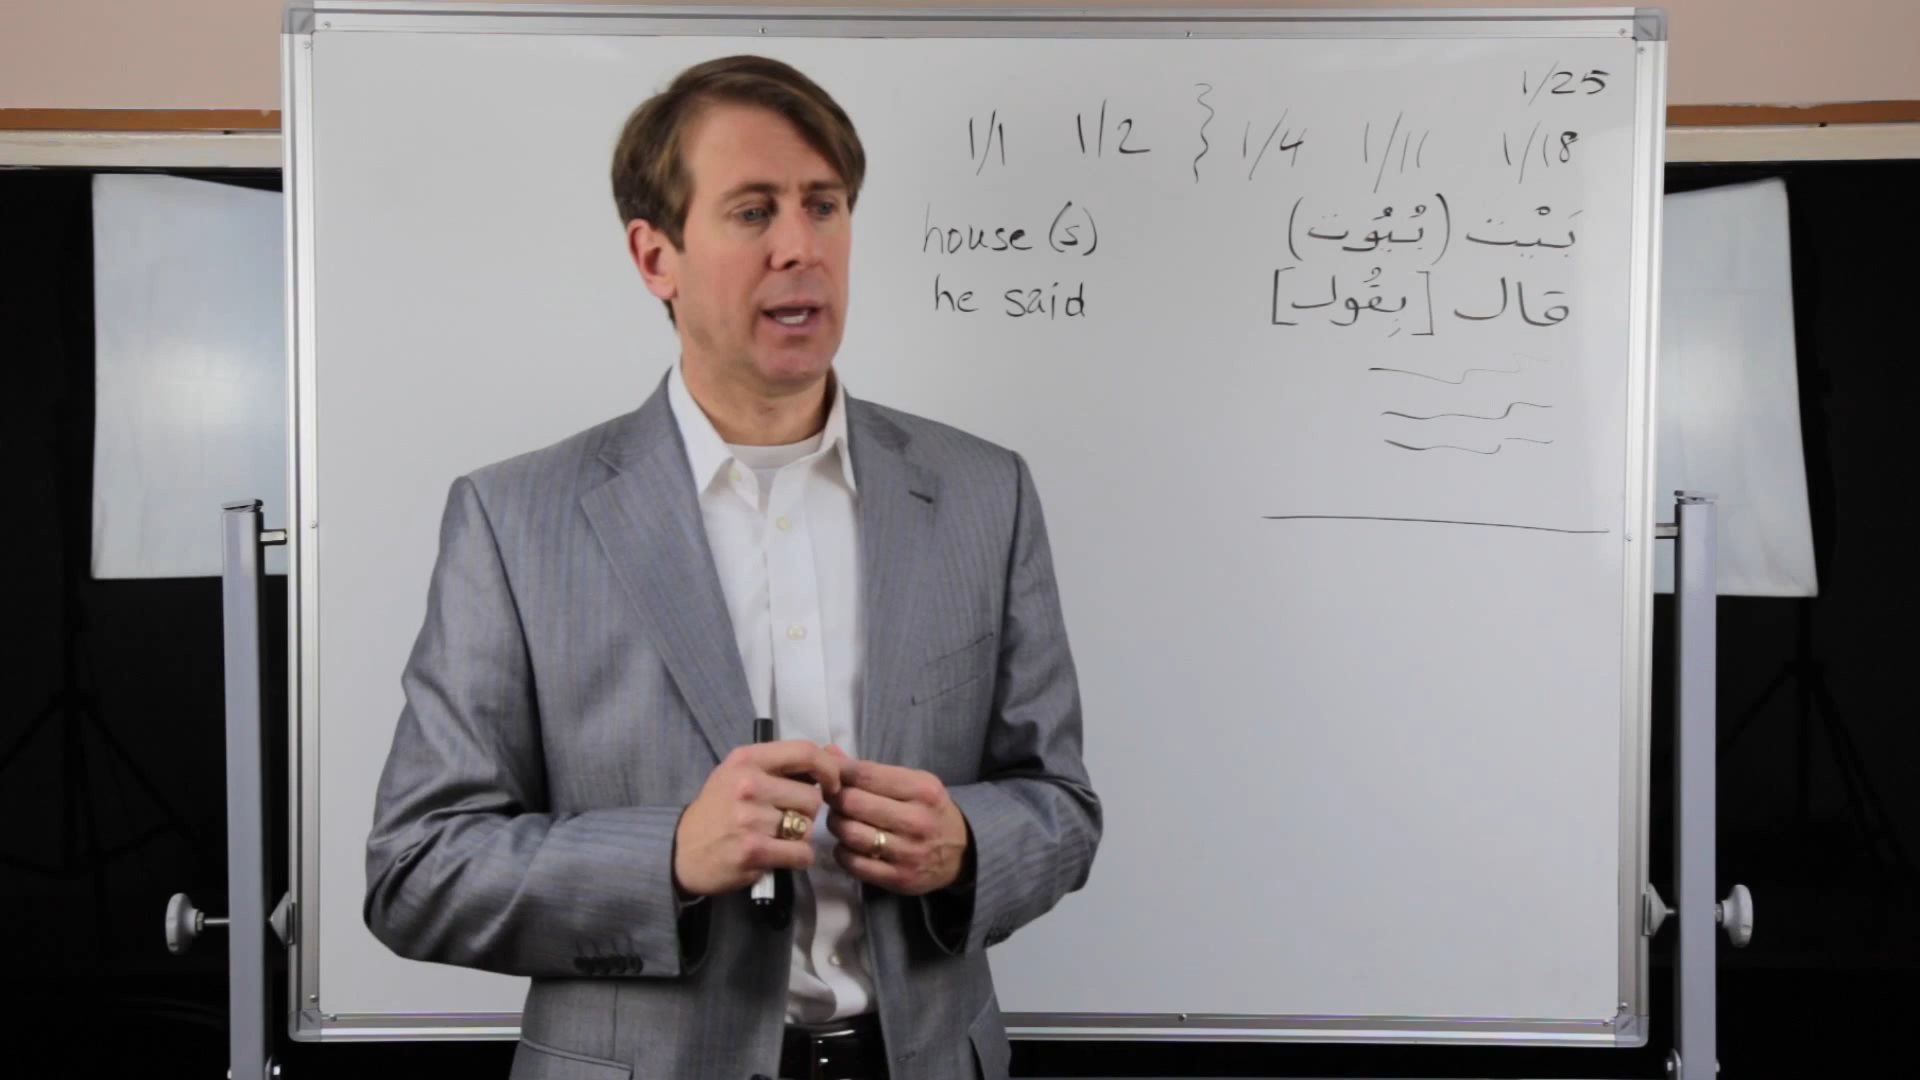 1/25
1/1 1/2 } 1/4 1/11 1/18
house (s) بَيْت (بُيُوت)
he said قال [بِقُول]